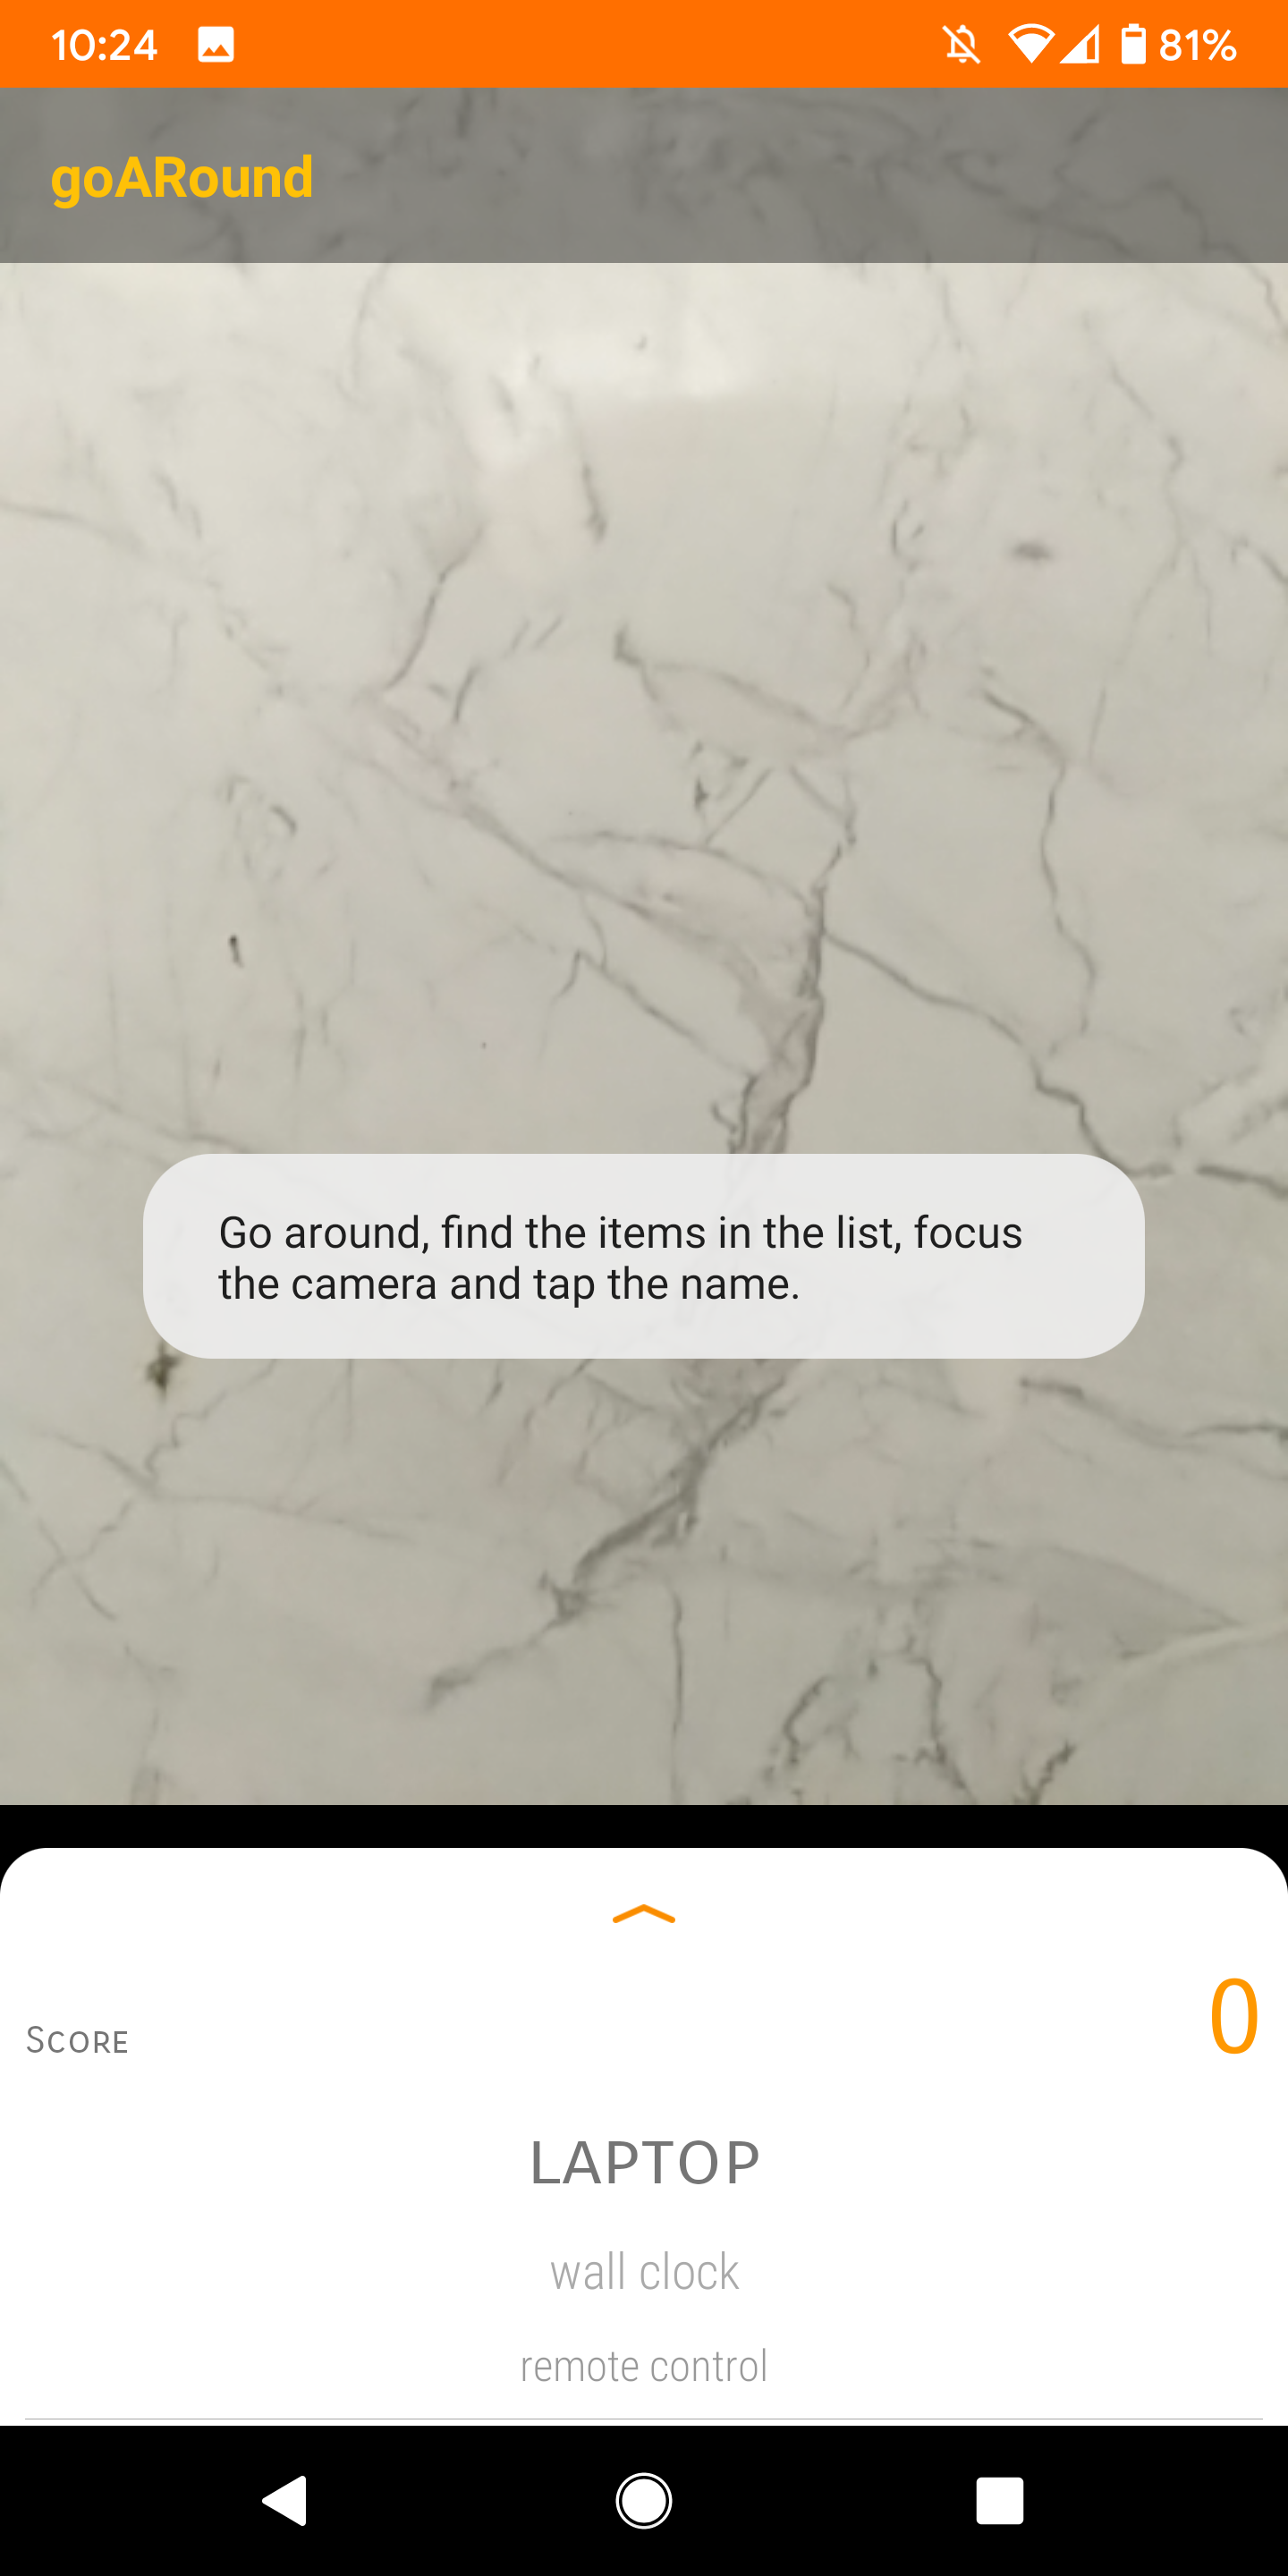 10:24
81%
goARound
Go around, find the items in the list, focus
the camera and tap the name.
SCORE
0
LAPTOP
wall clock
remote control